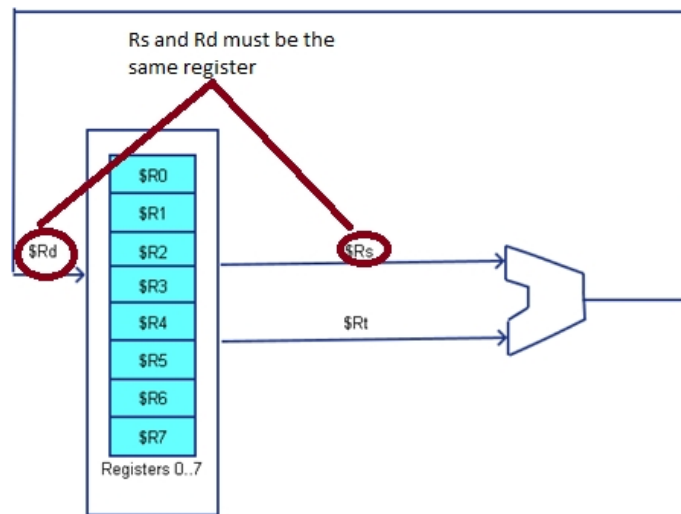 Rs and Rd must be the
same register
$R0
$R1
$Rd
$R2
$Rs
$R3
$R4
$Rt
$R5
$R6
$R7
Registers 0..7